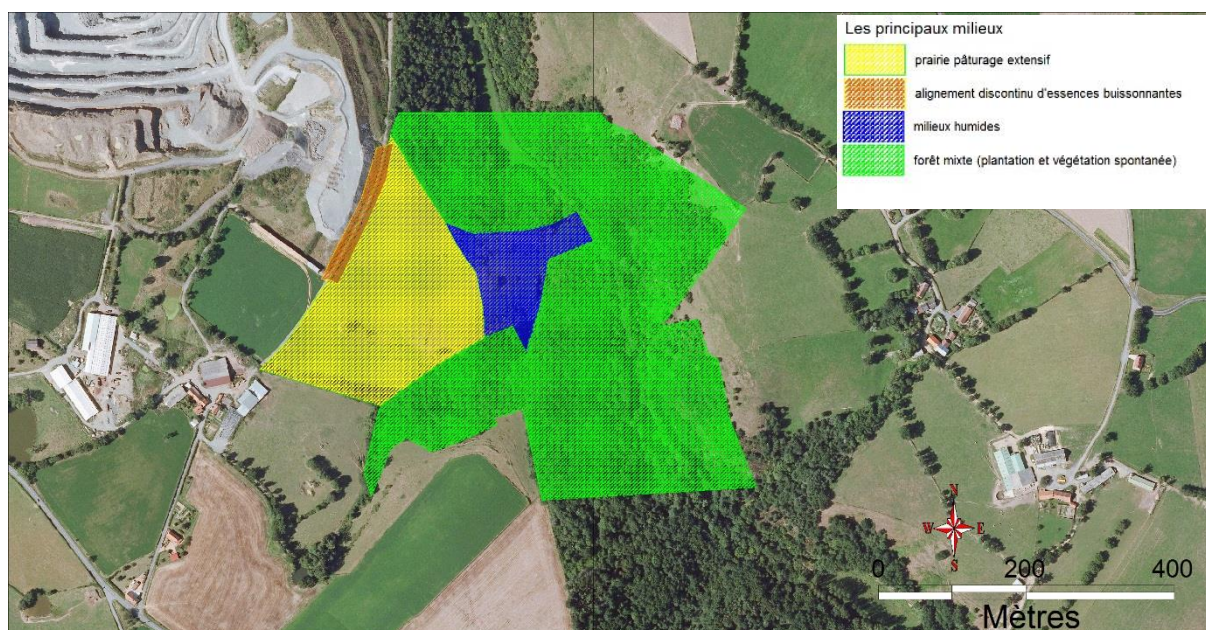 Les principaux milieux
prairie pâturage extensif
alignement discontinu d'essences buissonnantes
milieux humides
forêt mixte (plantation et végétation spontanée)
N
W E
S
0 200 400
Mètres